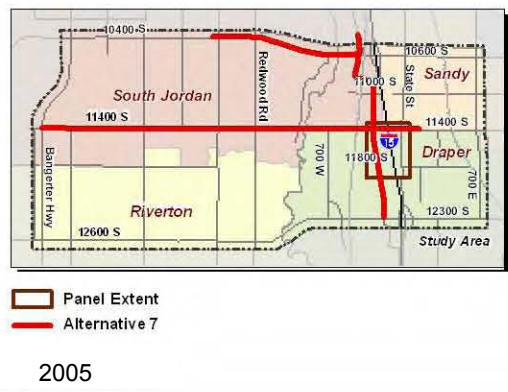 10400 S
10600 S
Redwood Rd
State St
Sandy
11000 S
South Jordan
11400 S
11400 S
Bangerter Hwy
700 W
15
11800 S
Draper
700 E
Riverton
12300 S
12600 S
Study Area
Panel Extent
Alternative 7
2005